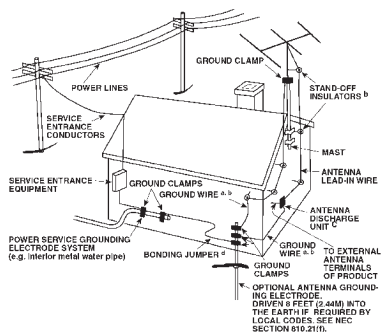 GROUND CLAMP
POWER LINES
STAND-OFF
INSULATORS b
SERVICE
ENTRANCE
CONDUCTORS
MAST
ANTENNA
LEAD-IN WIRE
SERVICE ENTRANCE
EQUIPMENT
GROUND CLAMPS
GROUND WIRE a, b
ANTENNA
DISCHARGE
UNIT C
POWER SERVICE GROUNDING
ELECTRODE SYSTEM
(e.g. interior metal water pipe)
BONDING JUMPER d
GROUND
WIRE a, b
GROUND
CLAMPS
TO EXTERNAL
ANTENNA
TERMINALS
OF PRODUCT
OPTIONAL ANTENNA GROUND-
ING ELECTRODE.
DRIVEN 8 FEET (2.44M) INTO
THE EARTH IF REQUIRED BY
LOCAL CODES. SEE NEC
SECTION 810.21(f).